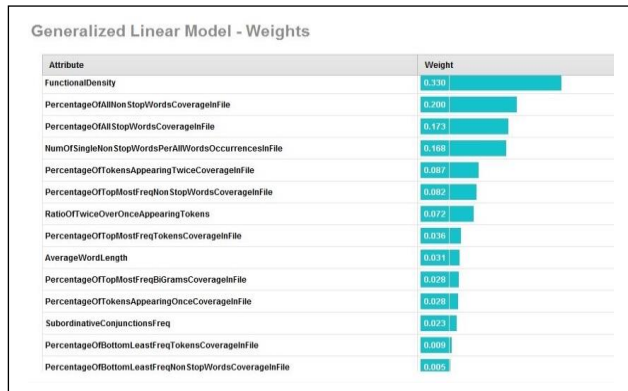 Generalized Linear Model - Weights
Attribute Weight
FunctionalDensity 0.330
PercentageOfAllNonStopWordsCoverageInFile 0.200
PercentageOfAllStopWordsCoverageInFile 0.173
NumOfSingleNonStopWordsPerAllWordsOccurrencesInFile 0.168
PercentageOfTokensAppearingTwiceCoverageInFile 0.087
PercentageOfTopMostFreqNonStopWordsCoverageInFile 0.082
RatioOfTwiceOverOnceAppearingTokens 0.072
PercentageOfTopMostFreqTokensCoverageInFile 0.036
AverageWordLength 0.031
PercentageOfTopMostFreqBiGramsCoverageInFile 0.028
PercentageOfTokensAppearingOnceCoverageInFile 0.028
SubordinativeConjunctionsFreq 0.023
PercentageOfBottomLeastFreqTokensCoverageInFile 0.009
PercentageOfBottomLeastFreqNonStopWordsCoverageInFile 0.005